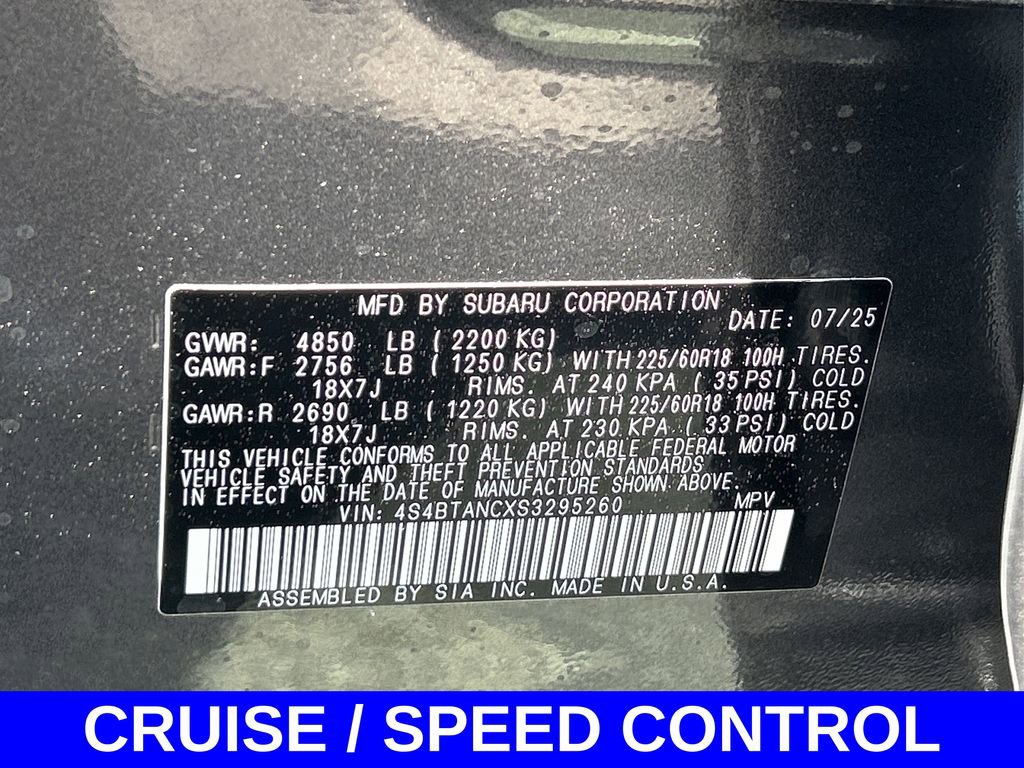 MFD BY SUBARU CORPORATION
DATE: 07/25
GVWR: 4850 LB ( 2200 KG)
GAWR:F 2756 LB ( 1250 KG) WITH 225/60R18 100H TIRES.
18X7J RIMS. AT 240 KPA ( 35 PSI) COLD
GAWR:R 2690 LB ( 1220 KG) WITH 225/60R18 100H TIRES.
18X7J RIMS. AT 230 KPA ( 33 PSI) COLD
THIS VEHICLE CONFORMS TO ALL APPLICABLE FEDERAL MOTOR
VEHICLE SAFETY AND THEFT PREVENTION STANDARDS
IN EFFECT ON THE DATE OF MANUFACTURE SHOWN ABOVE.
VIN: 4S4BTANCXS3295260 MPV
ASSEMBLED BY SIA INC. MADE IN U.S.A.
CRUISE / SPEED CONTROL